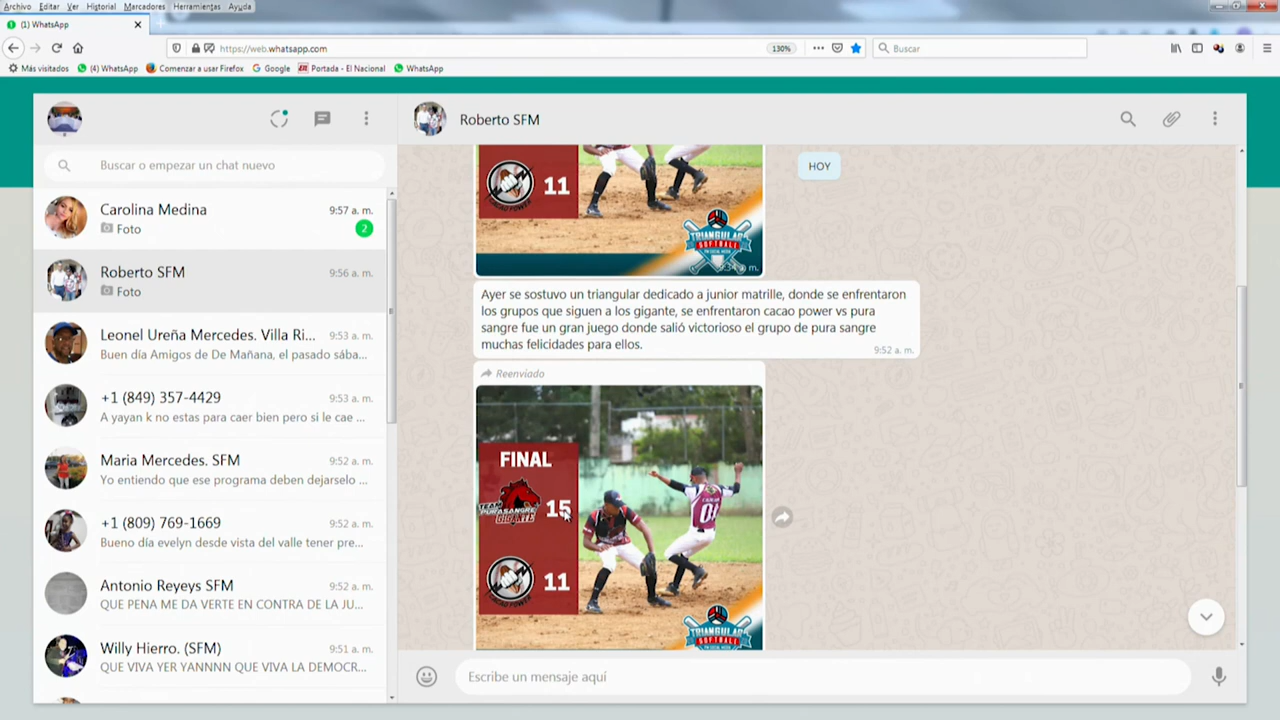 Archivo Editar Ver Historial Marcadores Herramientas Ayuda
(1) WhatsApp
https://web.whatsapp.com
130%
Buscar
Más visitados
(4) WhatsApp
Comenzar a usar Firefox
Google
Portada - El Nacional
WhatsApp
Buscar o empezar un chat nuevo
Carolina Medina 9:57 a. m.
Foto 2
Roberto SFM 9:56 a. m.
Foto
Leonel Ureña Mercedes. Villa Ri... 9:53 a. m.
Buen día Amigos de De Mañana, el pasado sába...
+1 (849) 357-4429 9:53 a. m.
A yayan k no estas para caer bien pero si le cae ...
Maria Mercedes. SFM 9:52 a. m.
Yo entiendo que ese programa deben dejarselo ...
+1 (809) 769-1669 9:52 a. m.
Bueno día evelyn desde vista del valle tener pre...
Antonio Reyeys SFM 9:52 a. m.
QUE PENA ME DA VERTE EN CONTRA DE LA JU...
Willy Hierro. (SFM) 9:51 a. m.
QUE VIVA YER YANNNN QUE VIVA LA DEMOCR...
Roberto SFM
HOY
11
TRIANGULAR
SOFTBALL
Ayer se sostuvo un triangular dedicado a junior matrille, donde se enfrentaron
los grupos que siguen a los gigante, se enfrentaron cacao power vs pura
sangre fue un gran juego donde salió victorioso el grupo de pura sangre
muchas felicidades para ellos.
9:52 a. m.
Reenviado
FINAL
TEAM
PURASANGRE
GIGANTE
15
11
TRIANGULAR
SOFTBALL
Escribe un mensaje aquí